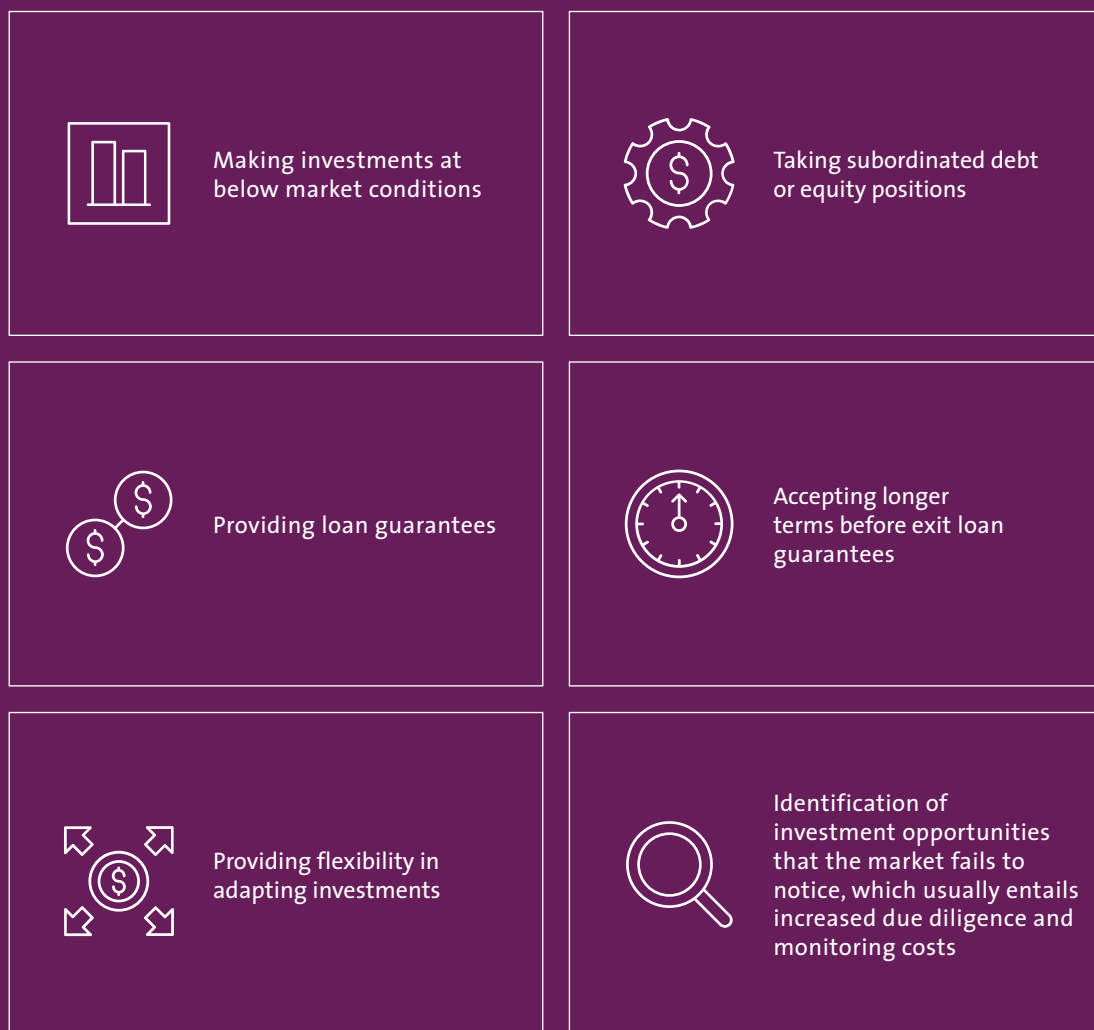 Making investments at
below market conditions
Taking subordinated debt
or equity positions
$
$
$
Providing loan guarantees
Accepting longer
terms before exit loan
guarantees
$
Providing flexibility in
adapting investments
Identification of
investment opportunities
that the market fails to
notice, which usually entails
increased due diligence and
monitoring costs